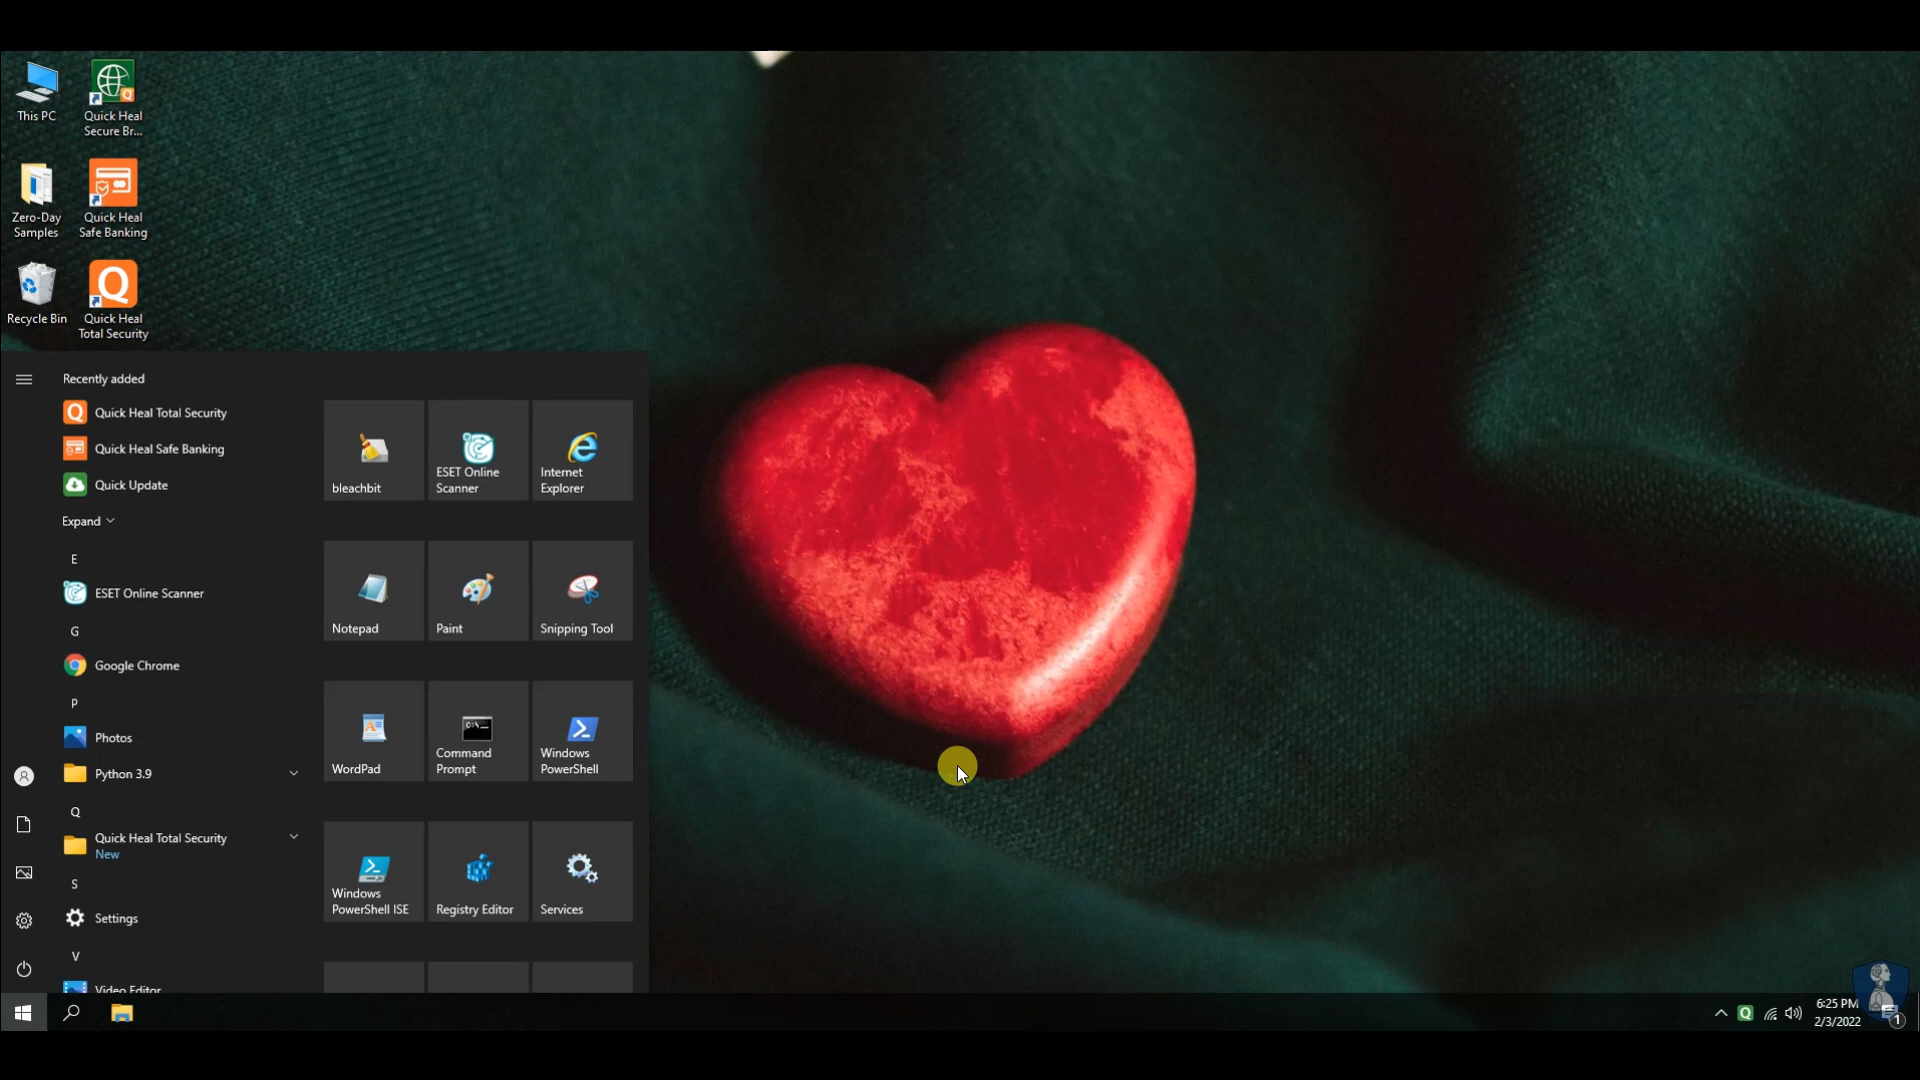 This PC
Quick Heal
Secure Br...
Zero-Day
Samples
Quick Heal
Safe Banking
Recycle Bin
Quick Heal
Total Security
Recently added
Quick Heal Total Security
Quick Heal Safe Banking
Quick Update
Expand
E
ESET Online Scanner
G
Google Chrome
P
Photos
Python 3.9
Q
Quick Heal Total Security
New
S
Settings
V
Video Editor
bleachbit
ESET Online
Scanner
Internet
Explorer
Notepad
Paint
Snipping Tool
WordPad
Command
Prompt
Windows
PowerShell
Windows
PowerShell ISE
Registry Editor
Services
6:25 PM
2/3/2022
1